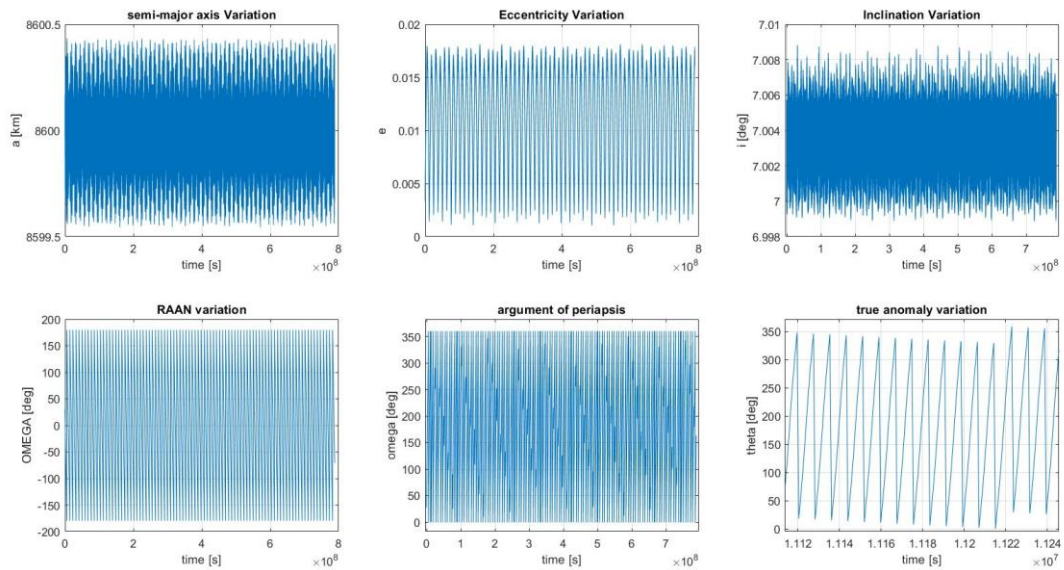 semi-major axis Variation
8600.5
8600
8599.5
a [km]
0 2 4 6 8
time [s]
×10^8
Eccentricity Variation
0.02
0.015
0.01
0.005
0
e
0 2 4 6 8
time [s]
×10^8
Inclination Variation
7.01
7.008
7.006
7.004
7.002
7
6.998
i [deg]
0 1 2 3 4 5 6 7
time [s]
×10^8
RAAN variation
200
150
100
50
0
-50
-100
-150
-200
OMEGA [deg]
0 2 4 6 8
time [s]
×10^8
argument of periapsis
350
300
250
200
150
100
50
0
omega [deg]
0 1 2 3 4 5 6 7
time [s]
×10^8
true anomaly variation
350
300
250
200
150
100
50
0
theta [deg]
1.112 1.114 1.116 1.118 1.12 1.122 1.124
time [s]
×10^7